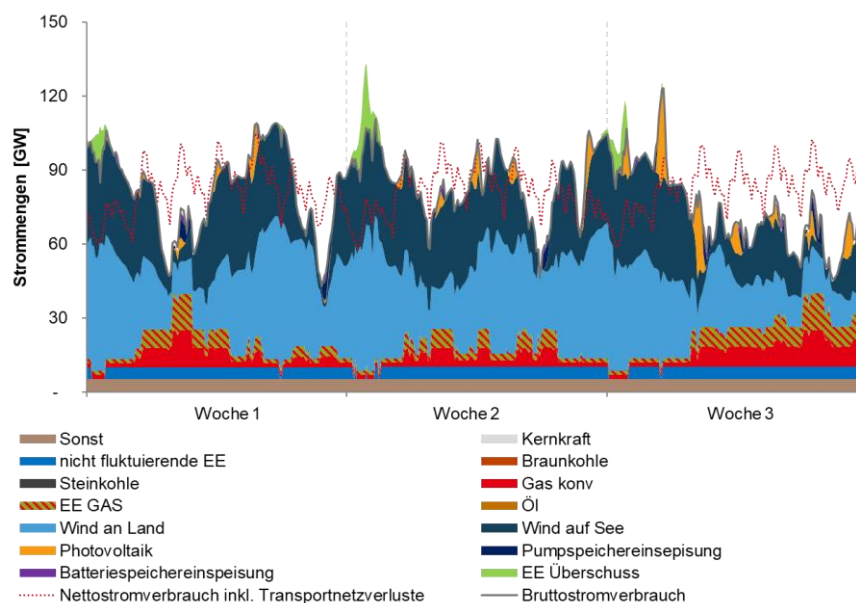 150
120
90
60
30
-
Strommengen [GW]
Woche 1
Woche 2
Woche 3
Sonst
Kernkraft
nicht fluktuierende EE
Braunkohle
Steinkohle
Gas konv
EE GAS
Öl
Wind an Land
Wind auf See
Photovoltaik
Pumpspeichereinsepisung
Batteriespeichereinspeisung
EE Überschuss
Nettostromverbrauch inkl. Transportnetzverluste
Bruttostromverbrauch